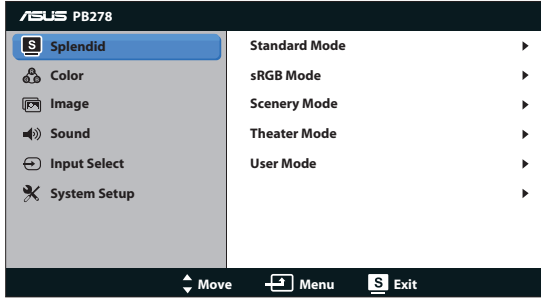 ASUS PB278
S Splendid
Color
Image
Sound
Input Select
System Setup
Standard Mode
sRGB Mode
Scenery Mode
Theater Mode
User Mode
Move Menu S Exit